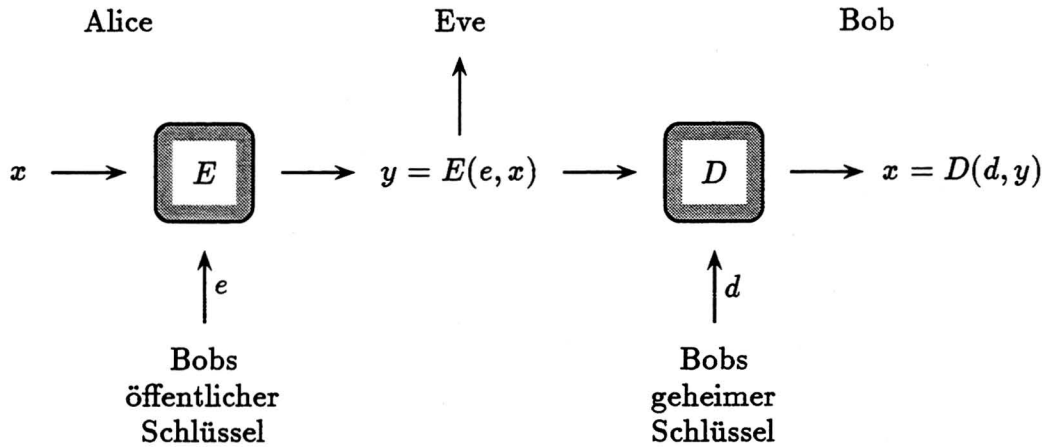 Alice Eve Bob
x E y = E(e, x) D x = D(d, y)
e d
Bobs Bobs
öffentlicher geheimer
Schlüssel Schlüssel